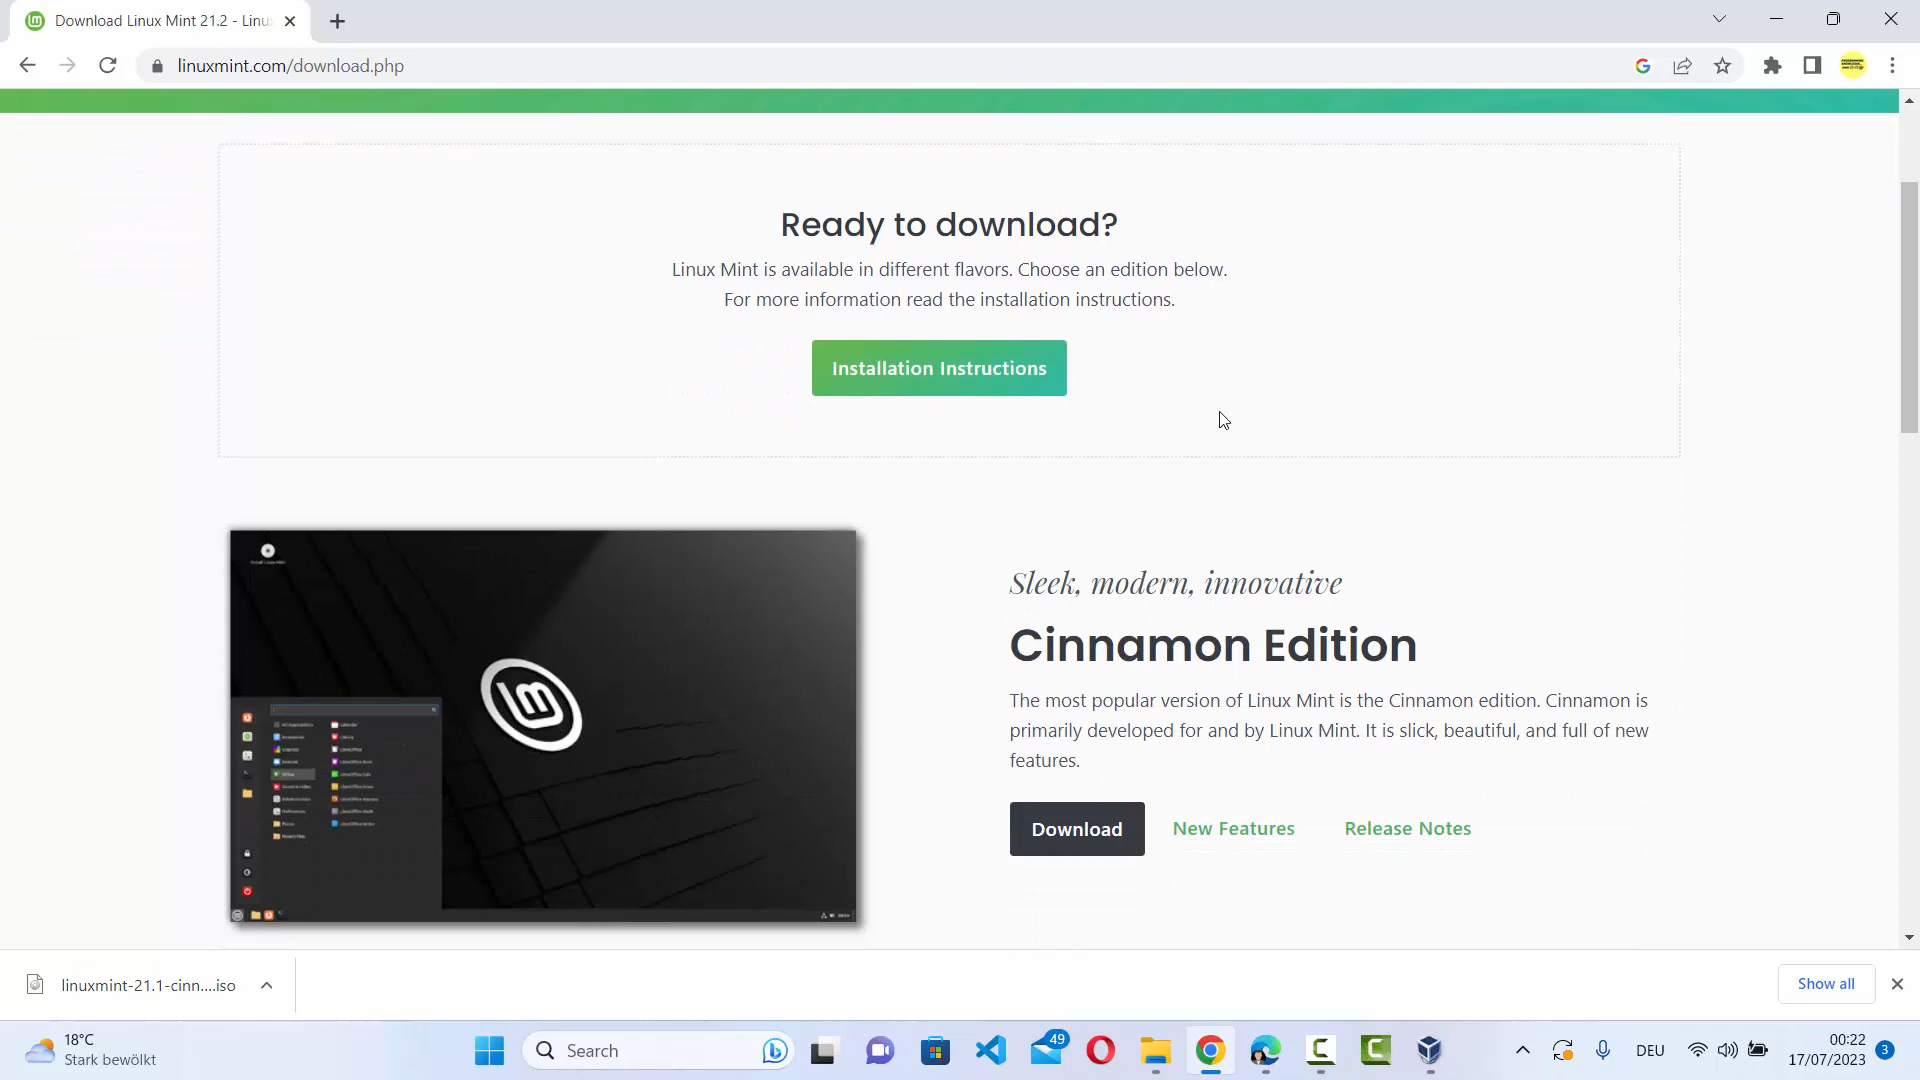 Download Linux Mint 21.2 - Linu
linuxmint.com/download.php
Ready to download?
Linux Mint is available in different flavors. Choose an edition below.
For more information read the installation instructions.
Installation Instructions
Sleek, modern, innovative
Cinnamon Edition
The most popular version of Linux Mint is the Cinnamon edition. Cinnamon is
primarily developed for and by Linux Mint. It is slick, beautiful, and full of new
features.
Download New Features Release Notes
linuxmint-21.1-cinn....iso
Show all
18°C
Stark bewölkt
Search
49
DEU
00:22
17/07/2023
3